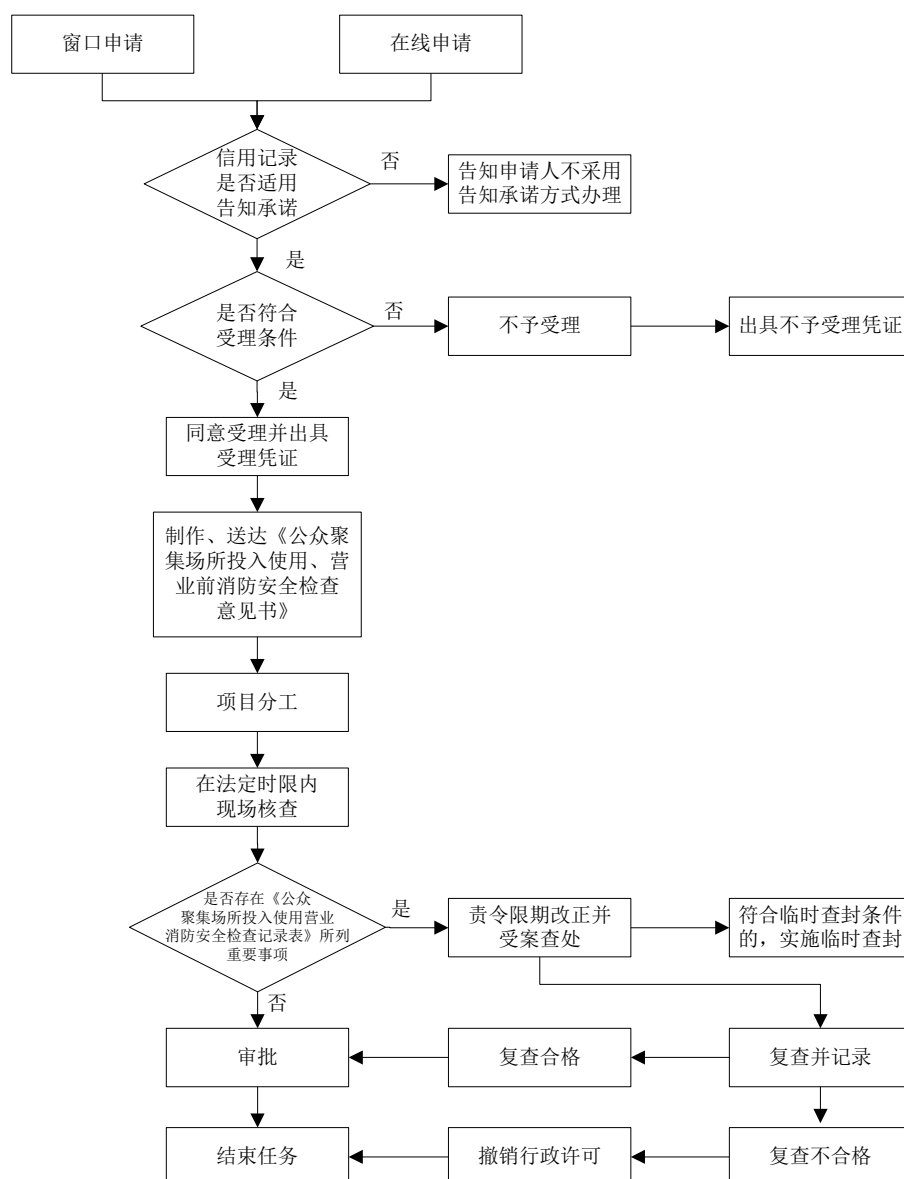 窗口申请
在线申请
信用记录
是否适用
告知承诺
否
告知申请人不采用
告知承诺方式办理
是
是否符合
受理条件
否
不予受理
出具不予受理凭证
是
同意受理并出具
受理凭证
制作、送达《公众聚
集场所投入使用、营
业前消防安全检查
意见书》
项目分工
在法定时限内
现场核查
是否存在《公众
聚集场所投入使用营业
消防安全检查记录表》所列
重要事项
是
责令限期改正并
受案查处
符合临时查封条件
的，实施临时查封
否
审批
复查合格
复查并记录
结束任务
撤销行政许可
复查不合格